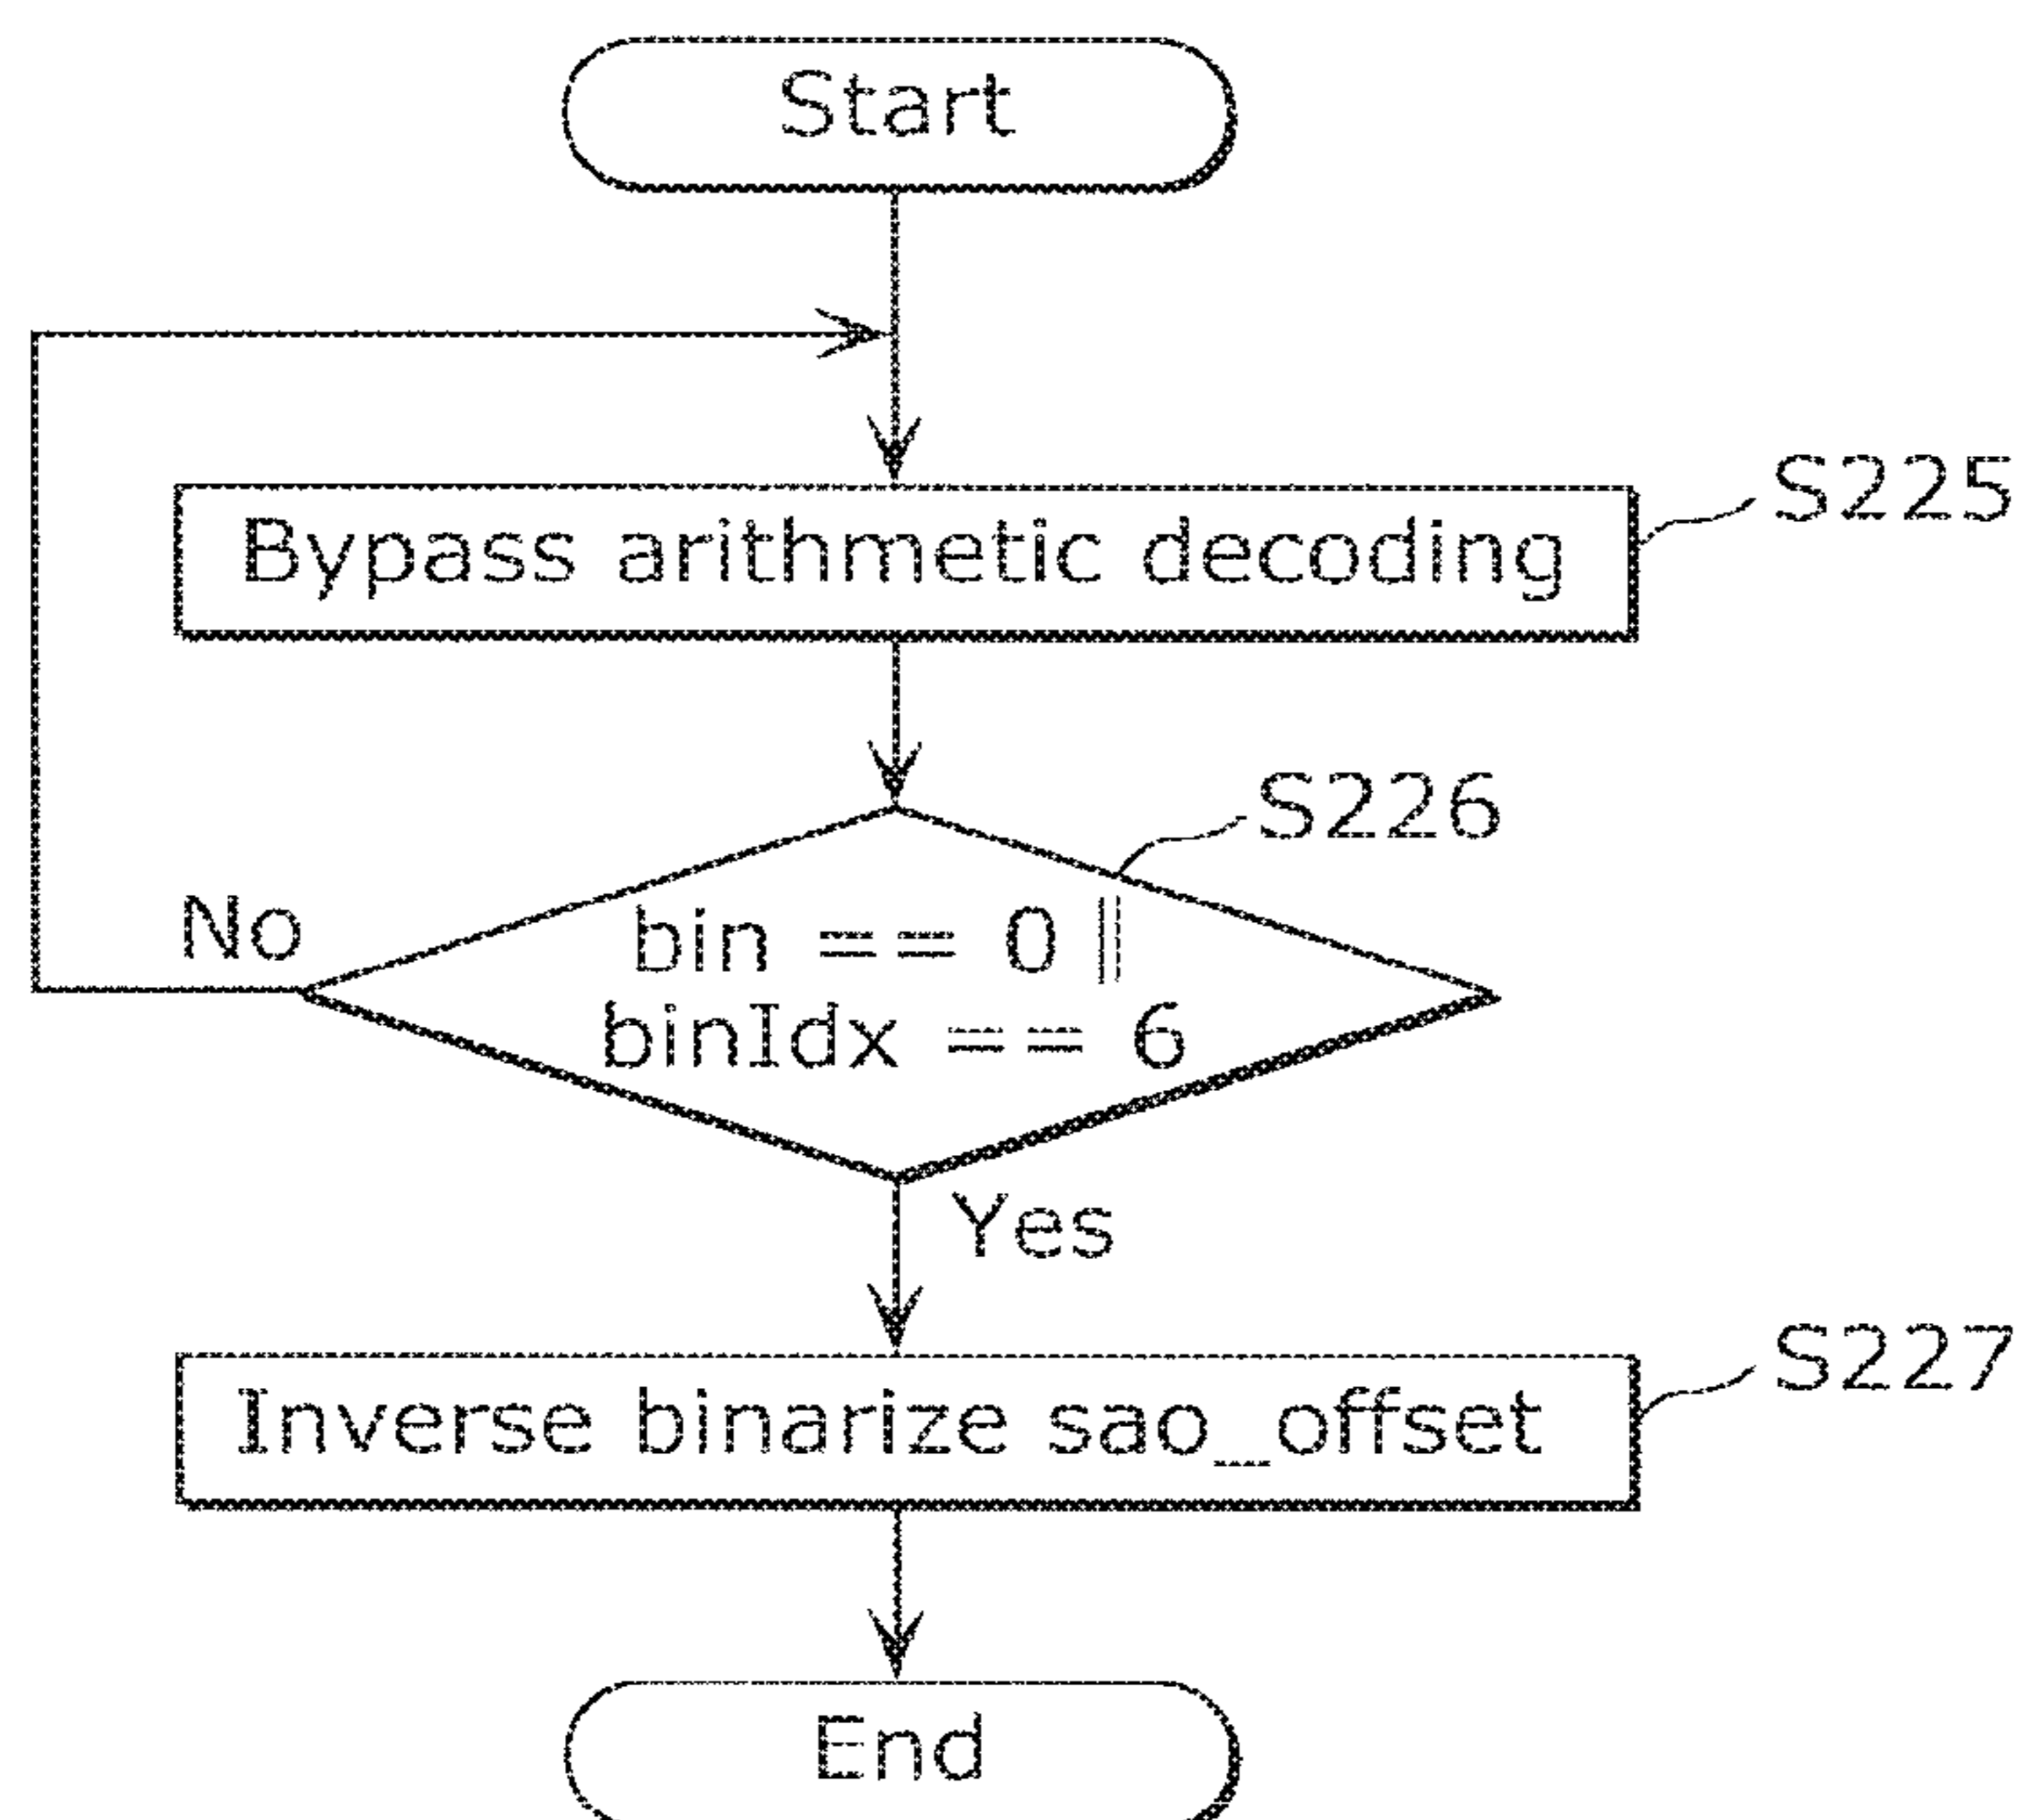 Start
Bypass arithmetic decoding
S225
S226
No
bin == 0 ||
binIdx == 6
Yes
Inverse binarize sao_offset
S227
End